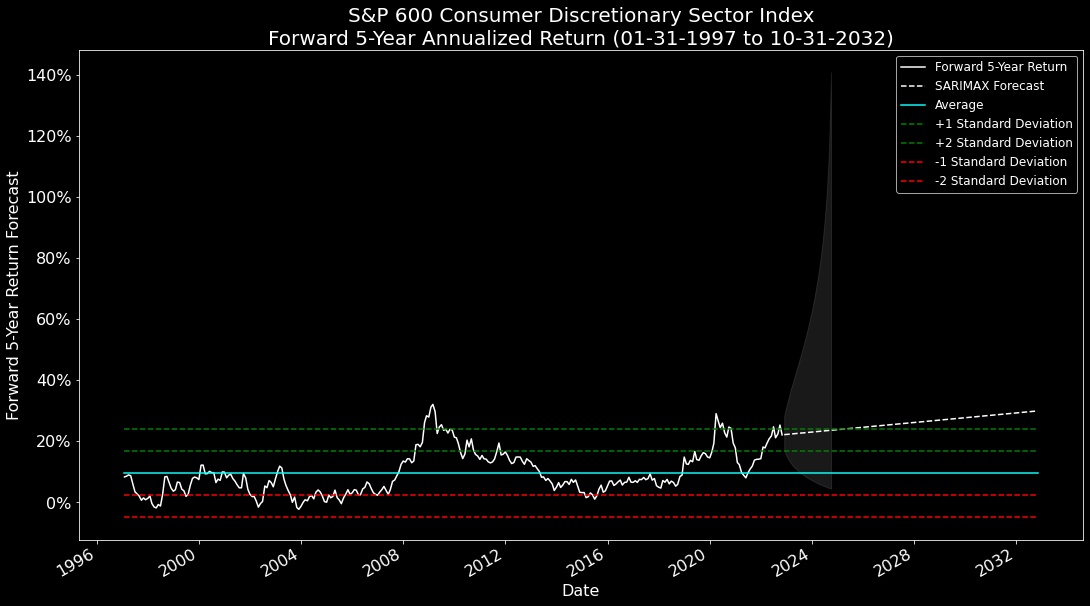 S&P 600 Consumer Discretionary Sector Index
Forward 5-Year Annualized Return (01-31-1997 to 10-31-2032)
Forward 5-Year Return
SARIMAX Forecast
Average
+1 Standard Deviation
+2 Standard Deviation
-1 Standard Deviation
-2 Standard Deviation
Forward 5-Year Return Forecast
140%
120%
100%
80%
60%
40%
20%
0%
1996
2000
2004
2008
2012
2016
2020
2024
2028
2032
Date